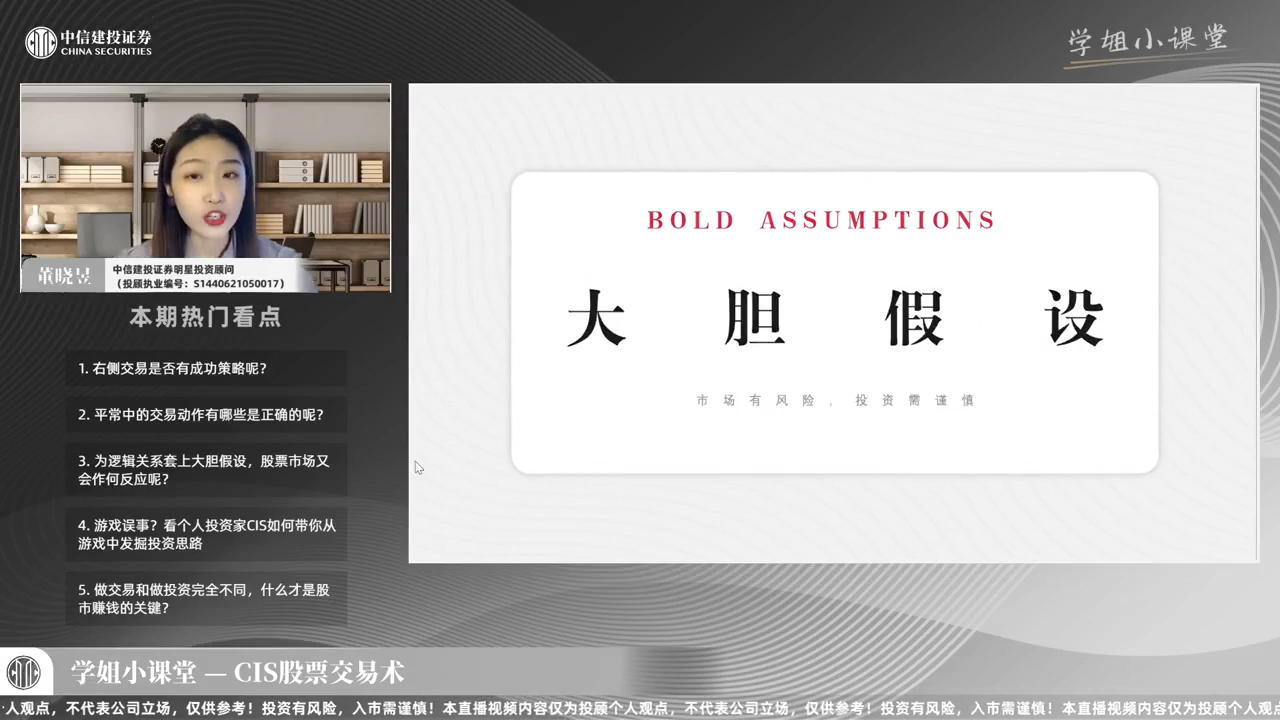 中信建投证券
CHINA SECURITIES
学姐小课堂
董晓昱
中信建投证券明星投资顾问
（投顾执业编号：S1440621050017）
本期热门看点
1. 右侧交易是否有成功策略呢？
2. 平常中的交易动作有哪些是正确的呢？
3. 为逻辑关系套上大胆假设，股票市场又
会作何反应呢？
4. 游戏误事？看个人投资家CIS如何带你从
游戏中发掘投资思路
5. 做交易和做投资完全不同，什么才是股
市赚钱的关键？
BOLD ASSUMPTIONS
大胆假设
市场有风险，投资需谨慎
学姐小课堂 — CIS股票交易术
人观点，不代表公司立场，仅供参考！投资有风险，入市需谨慎！本直播视频内容仅为投顾个人观点，不代表公司立场，仅供参考！投资有风险，入市需谨慎！本直播视频内容仅为投顾个人观点